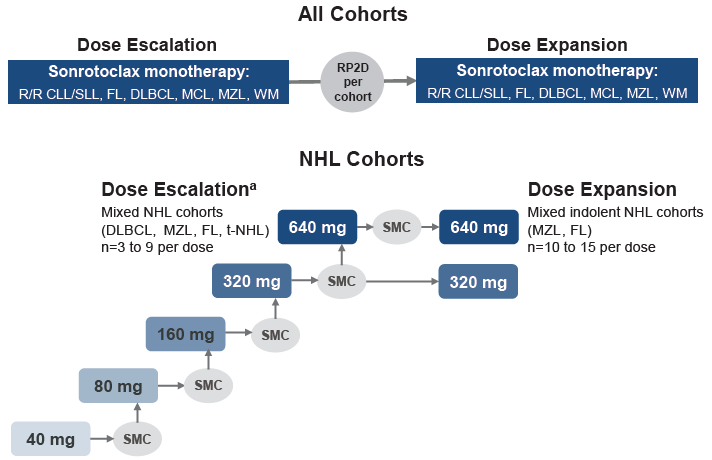 All Cohorts
Dose Escalation
Sonrotoclax monotherapy:
R/R CLL/SLL, FL, DLBCL, MCL, MZL, WM
RP2D
per
cohort
Dose Expansion
Sonrotoclax monotherapy:
R/R CLL/SLL, FL, DLBCL, MCL, MZL, WM
NHL Cohorts
Dose Escalationᵃ
Mixed NHL cohorts
(DLBCL, MZL, FL, t-NHL)
n=3 to 9 per dose
Dose Expansion
Mixed indolent NHL cohorts
(MZL, FL)
n=10 to 15 per dose
640 mg
SMC
640 mg
320 mg
SMC
320 mg
160 mg
SMC
80 mg
SMC
40 mg
SMC